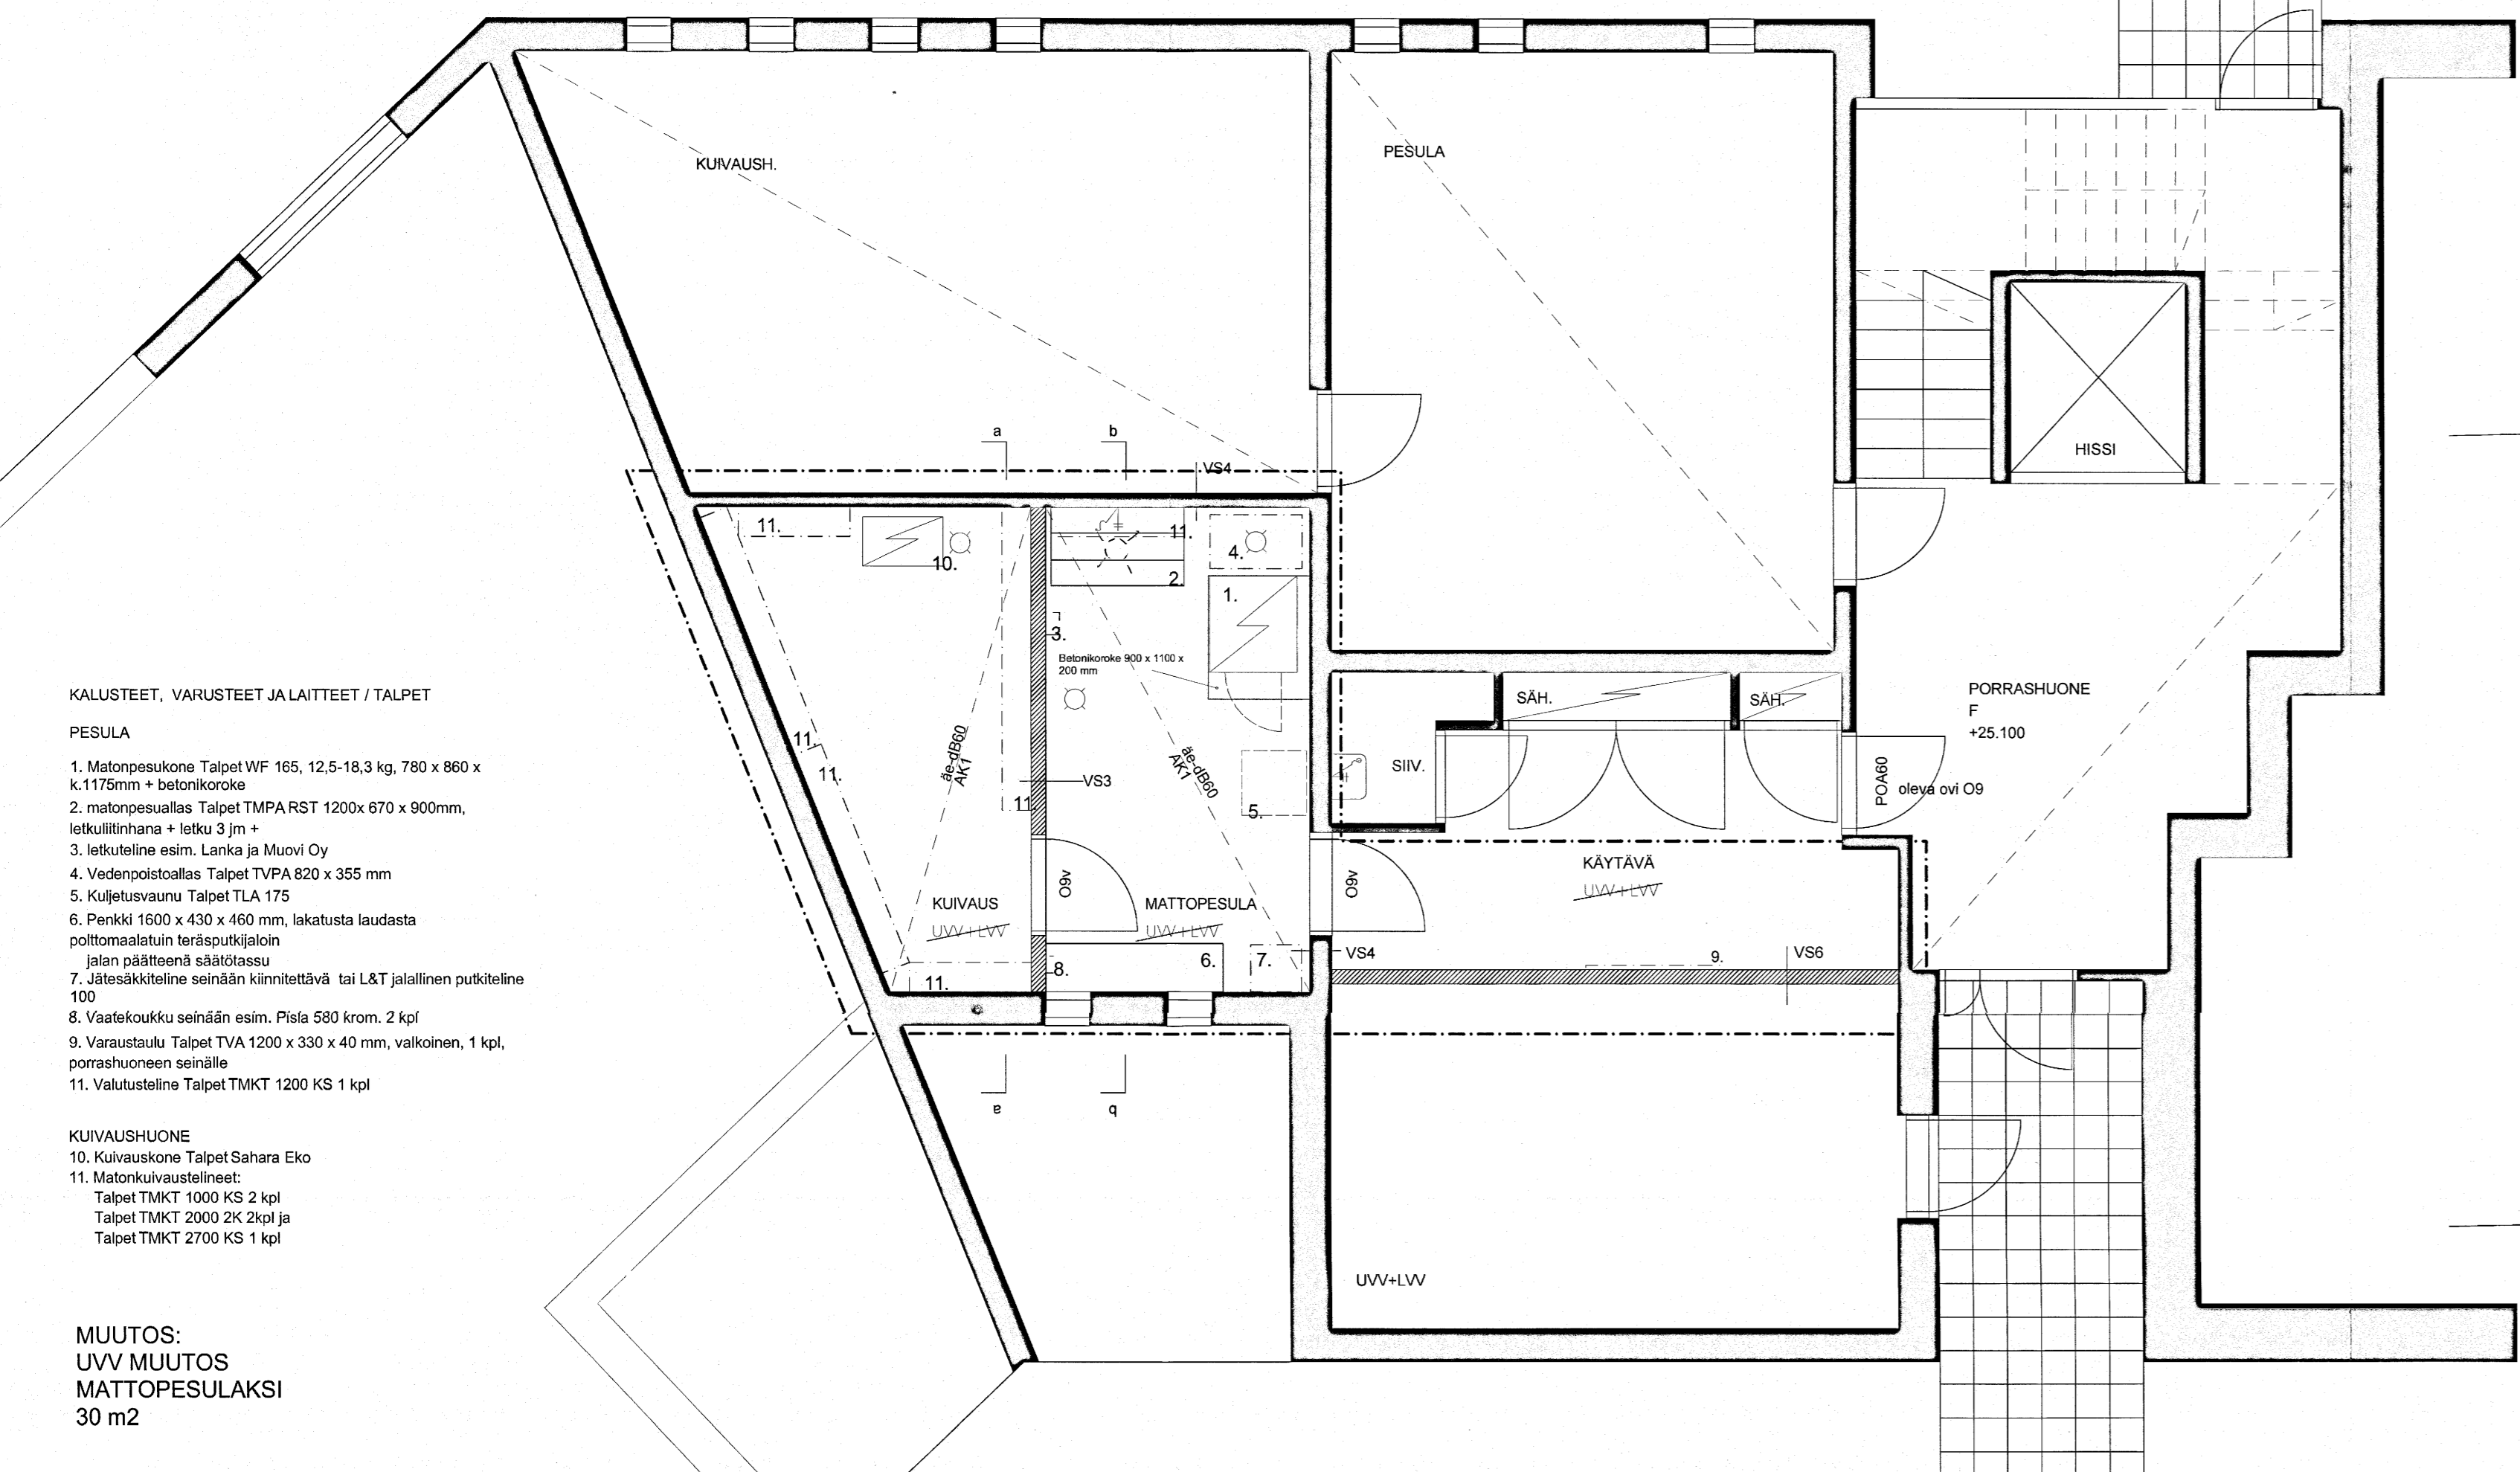 KUIVAUSH.
PESULA
HISSI
a
b
VS4
11.
10.
11.
2.
4.
1.
3.
Betonikoroke 900 x 1100 x
200 mm
11.
11.
11.
VS3
äe-dB60
AK1
äe-dB60
AK1
5.
SÄH.
SÄH.
SIIV.
PORRASHUONE
F
+25.100
POA60
oleva ovi O9
KÄYTÄVÄ
UVV+LVV
O9v
O9v
KUIVAUS
UVV+LVV
MATTOPESULA
UVV+LVV
VS4
VS6
9.
8.
6.
7.
11.
a
b
UVV+LVV
KALUSTEET, VARUSTEET JA LAITTEET / TALPET
PESULA
1. Matonpesukone Talpet WF 165, 12,5-18,3 kg, 780 x 860 x
k.1175mm + betonikoroke
2. matonpesuallas Talpet TMPA RST 1200x 670 x 900mm,
letkuliitinhana + letku 3 jm +
3. letkuteline esim. Lanka ja Muovi Oy
4. Vedenpoistoallas Talpet TVPA 820 x 355 mm
5. Kuljetusvaunu Talpet TLA 175
6. Penkki 1600 x 430 x 460 mm, lakatusta laudasta
polttomaalatuin teräsputkijaloin
jalan päätteenä säätötassu
7. Jätesäkkiteline seinään kiinnitettävä tai L&T jalallinen putkiteline
100
8. Vaatekoukku seinään esim. Pisla 580 krom. 2 kpl
9. Varaustaulu Talpet TVA 1200 x 330 x 40 mm, valkoinen, 1 kpl,
porrashuoneen seinälle
11. Valutusteline Talpet TMKT 1200 KS 1 kpl
KUIVAUSHUONE
10. Kuivauskone Talpet Sahara Eko
11. Matonkuivaustelineet:
Talpet TMKT 1000 KS 2 kpl
Talpet TMKT 2000 2K 2kpl ja
Talpet TMKT 2700 KS 1 kpl
MUUTOS:
UVV MUUTOS
MATTOPESULAKSI
30 m2